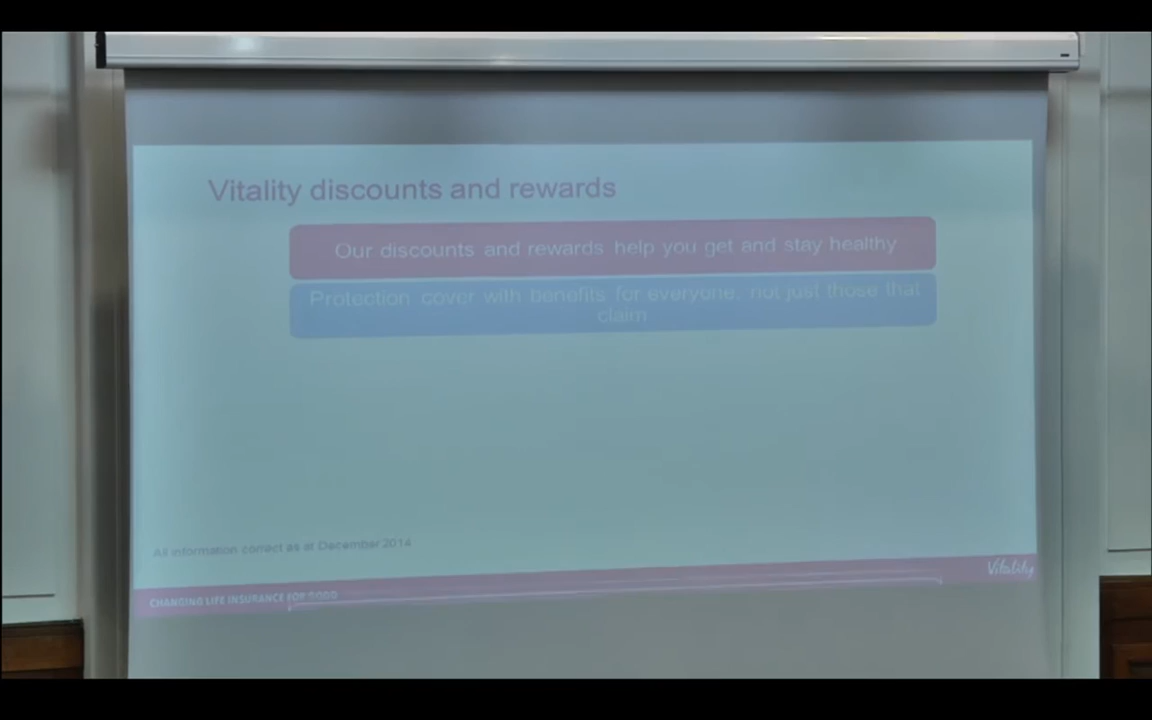 Vitality discounts and rewards
Our discounts and rewards help you get and stay healthy
Protection cover with benefits for everyone, not just those that
claim
All information correct as at December 2014
CHANGING LIFE INSURANCE FOR GOOD
Vitality